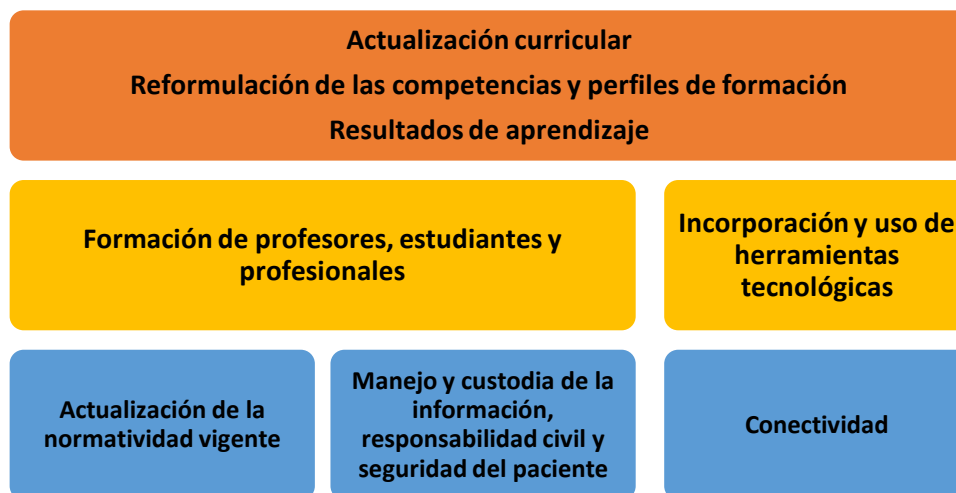 Actualización curricular
Reformulación de las competencias y perfiles de formación
Resultados de aprendizaje
Formación de profesores, estudiantes y
profesionales
Incorporación y uso de
herramientas
tecnológicas
Actualización de la
normatividad vigente
Manejo y custodia de la
información,
responsabilidad civil y
seguridad del paciente
Conectividad